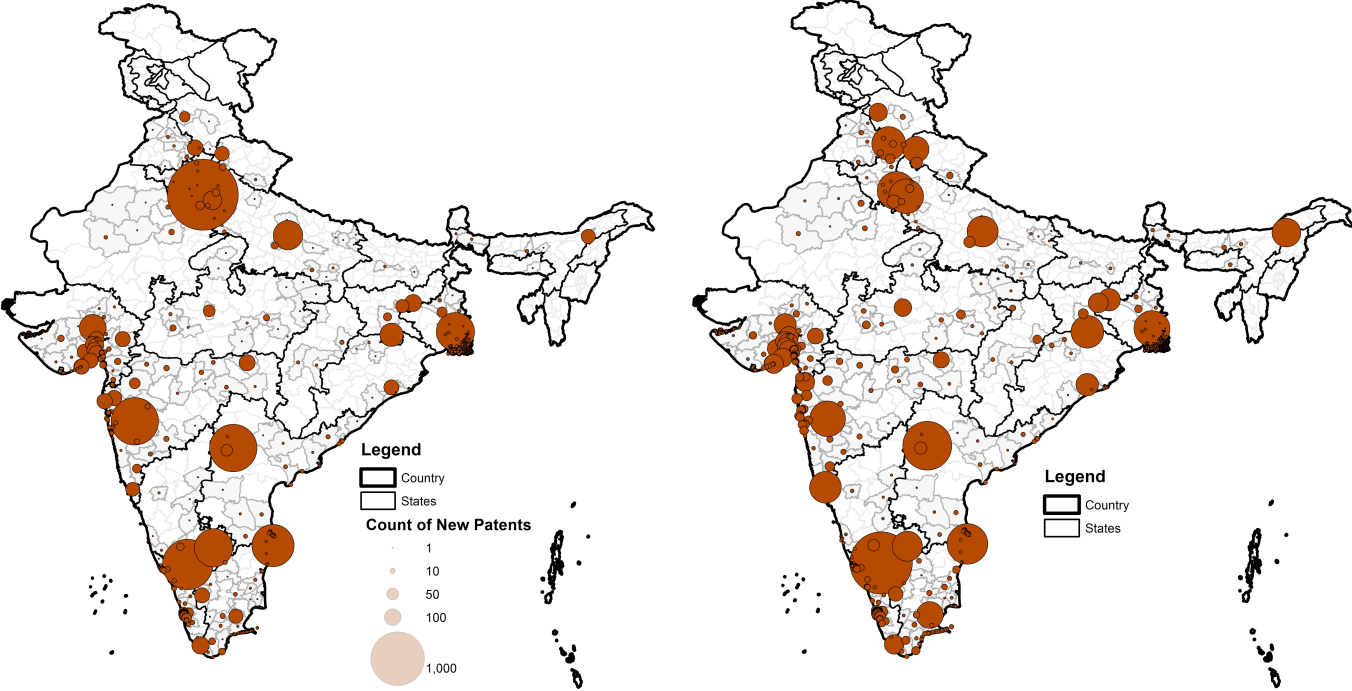 Legend
Country
States
Count of New Patents
1
10
50
100
1,000
Legend
Country
States